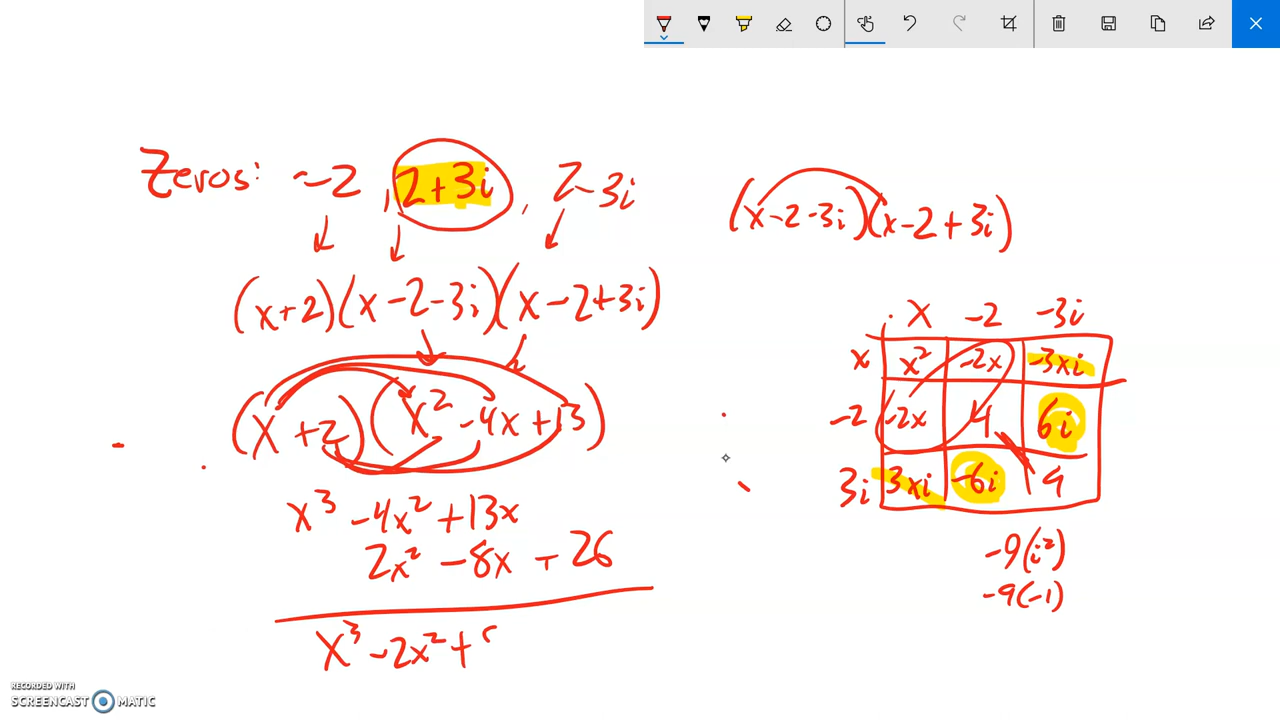 Zeros: -2, 2+3i, 2-3i
(x+2)(x-2-3i)(x-2+3i)
(x+2)(x²-4x+13)
x³-4x²+13x
2x²-8x+26
x³-2x²+
(x-2-3i)(x-2+3i)
x -2 -3i
x x² -2x -3xi
-2 -2x 4 6i
3i 3xi -6i 9
-9(i²)
-9(-1)
RECORDED WITH
SCREENCAST MATIC